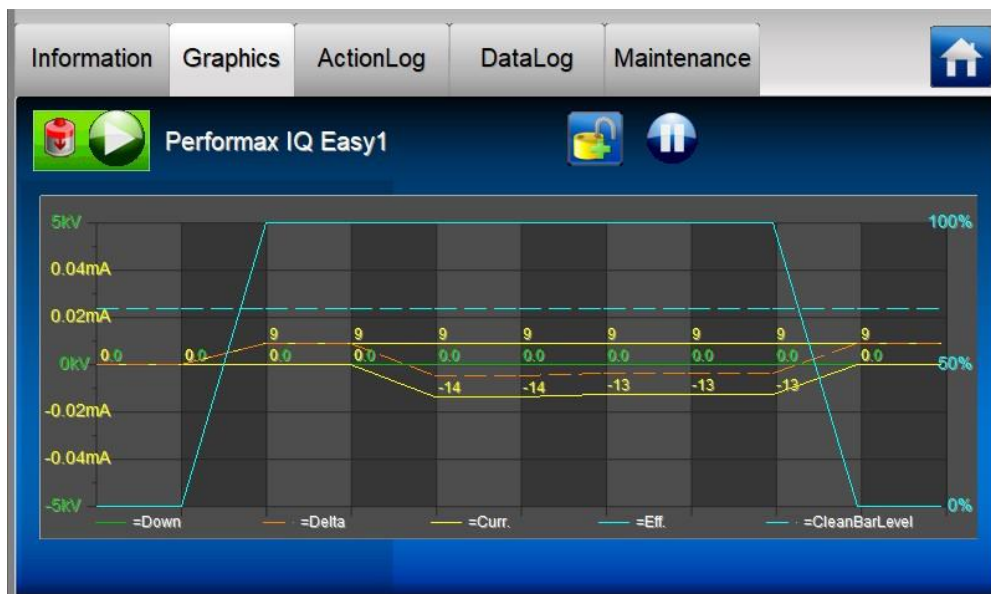 Information Graphics ActionLog DataLog Maintenance
Performax IQ Easy1
5kV 100%
0.04mA
0.02mA
9 9 9 9 9 9 9 9
0kV 0.0 0.0 0.0 0.0 0.0 0.0 0.0 0.0 0.0 0.0 50%
-14 -14 -13 -13 -13
-0.02mA
-0.04mA
-5kV 0%
=Down =Delta =Curr. =Eff. =CleanBarLevel